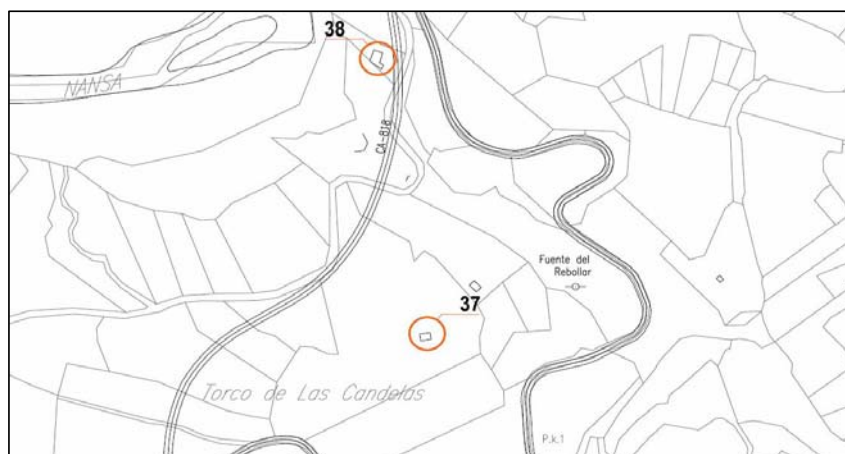 38
NANSA
CA-818
r
Fuente del
Rebollar
37
Torco de Las Candelas
P.k.1